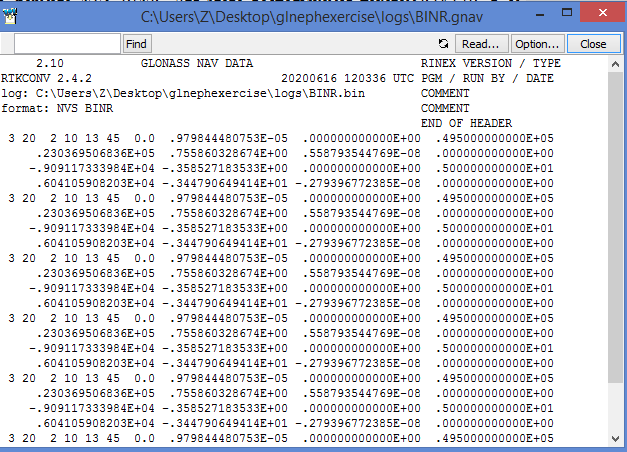 C:\Users\Z\Desktop\glnephexercise\logs\BINR.gnav
Find Read... Option... Close
2.10 GLONASS NAV DATA RINEX VERSION / TYPE
RTKCONV 2.4.2 20200616 120336 UTC PGM / RUN BY / DATE
log: C:\Users\Z\Desktop\glnephexercise\logs\BINR.bin COMMENT
format: NVS BINR COMMENT
END OF HEADER
3 20 2 10 13 45 0.0 .979844480753E-05 .000000000000E+00 .495000000000E+05
.230369506836E+05 .755860328674E+00 .558793544769E-08 .000000000000E+00
-.909117333984E+04 -.358527183533E+00 .000000000000E+00 .500000000000E+01
.604105908203E+04 -.344790649414E+01 -.279396772385E-08 .000000000000E+00
3 20 2 10 13 45 0.0 .979844480753E-05 .000000000000E+00 .495000000000E+05
.230369506836E+05 .755860328674E+00 .558793544769E-08 .000000000000E+00
-.909117333984E+04 -.358527183533E+00 .000000000000E+00 .500000000000E+01
.604105908203E+04 -.344790649414E+01 -.279396772385E-08 .000000000000E+00
3 20 2 10 13 45 0.0 .979844480753E-05 .000000000000E+00 .495000000000E+05
.230369506836E+05 .755860328674E+00 .558793544769E-08 .000000000000E+00
-.909117333984E+04 -.358527183533E+00 .000000000000E+00 .500000000000E+01
.604105908203E+04 -.344790649414E+01 -.279396772385E-08 .000000000000E+00
3 20 2 10 13 45 0.0 .979844480753E-05 .000000000000E+00 .495000000000E+05
.230369506836E+05 .755860328674E+00 .558793544769E-08 .000000000000E+00
-.909117333984E+04 -.358527183533E+00 .000000000000E+00 .500000000000E+01
.604105908203E+04 -.344790649414E+01 -.279396772385E-08 .000000000000E+00
3 20 2 10 13 45 0.0 .979844480753E-05 .000000000000E+00 .495000000000E+05
.230369506836E+05 .755860328674E+00 .558793544769E-08 .000000000000E+00
-.909117333984E+04 -.358527183533E+00 .000000000000E+00 .500000000000E+01
.604105908203E+04 -.344790649414E+01 -.279396772385E-08 .000000000000E+00
3 20 2 10 13 45 0.0 .979844480753E-05 .000000000000E+00 .495000000000E+05